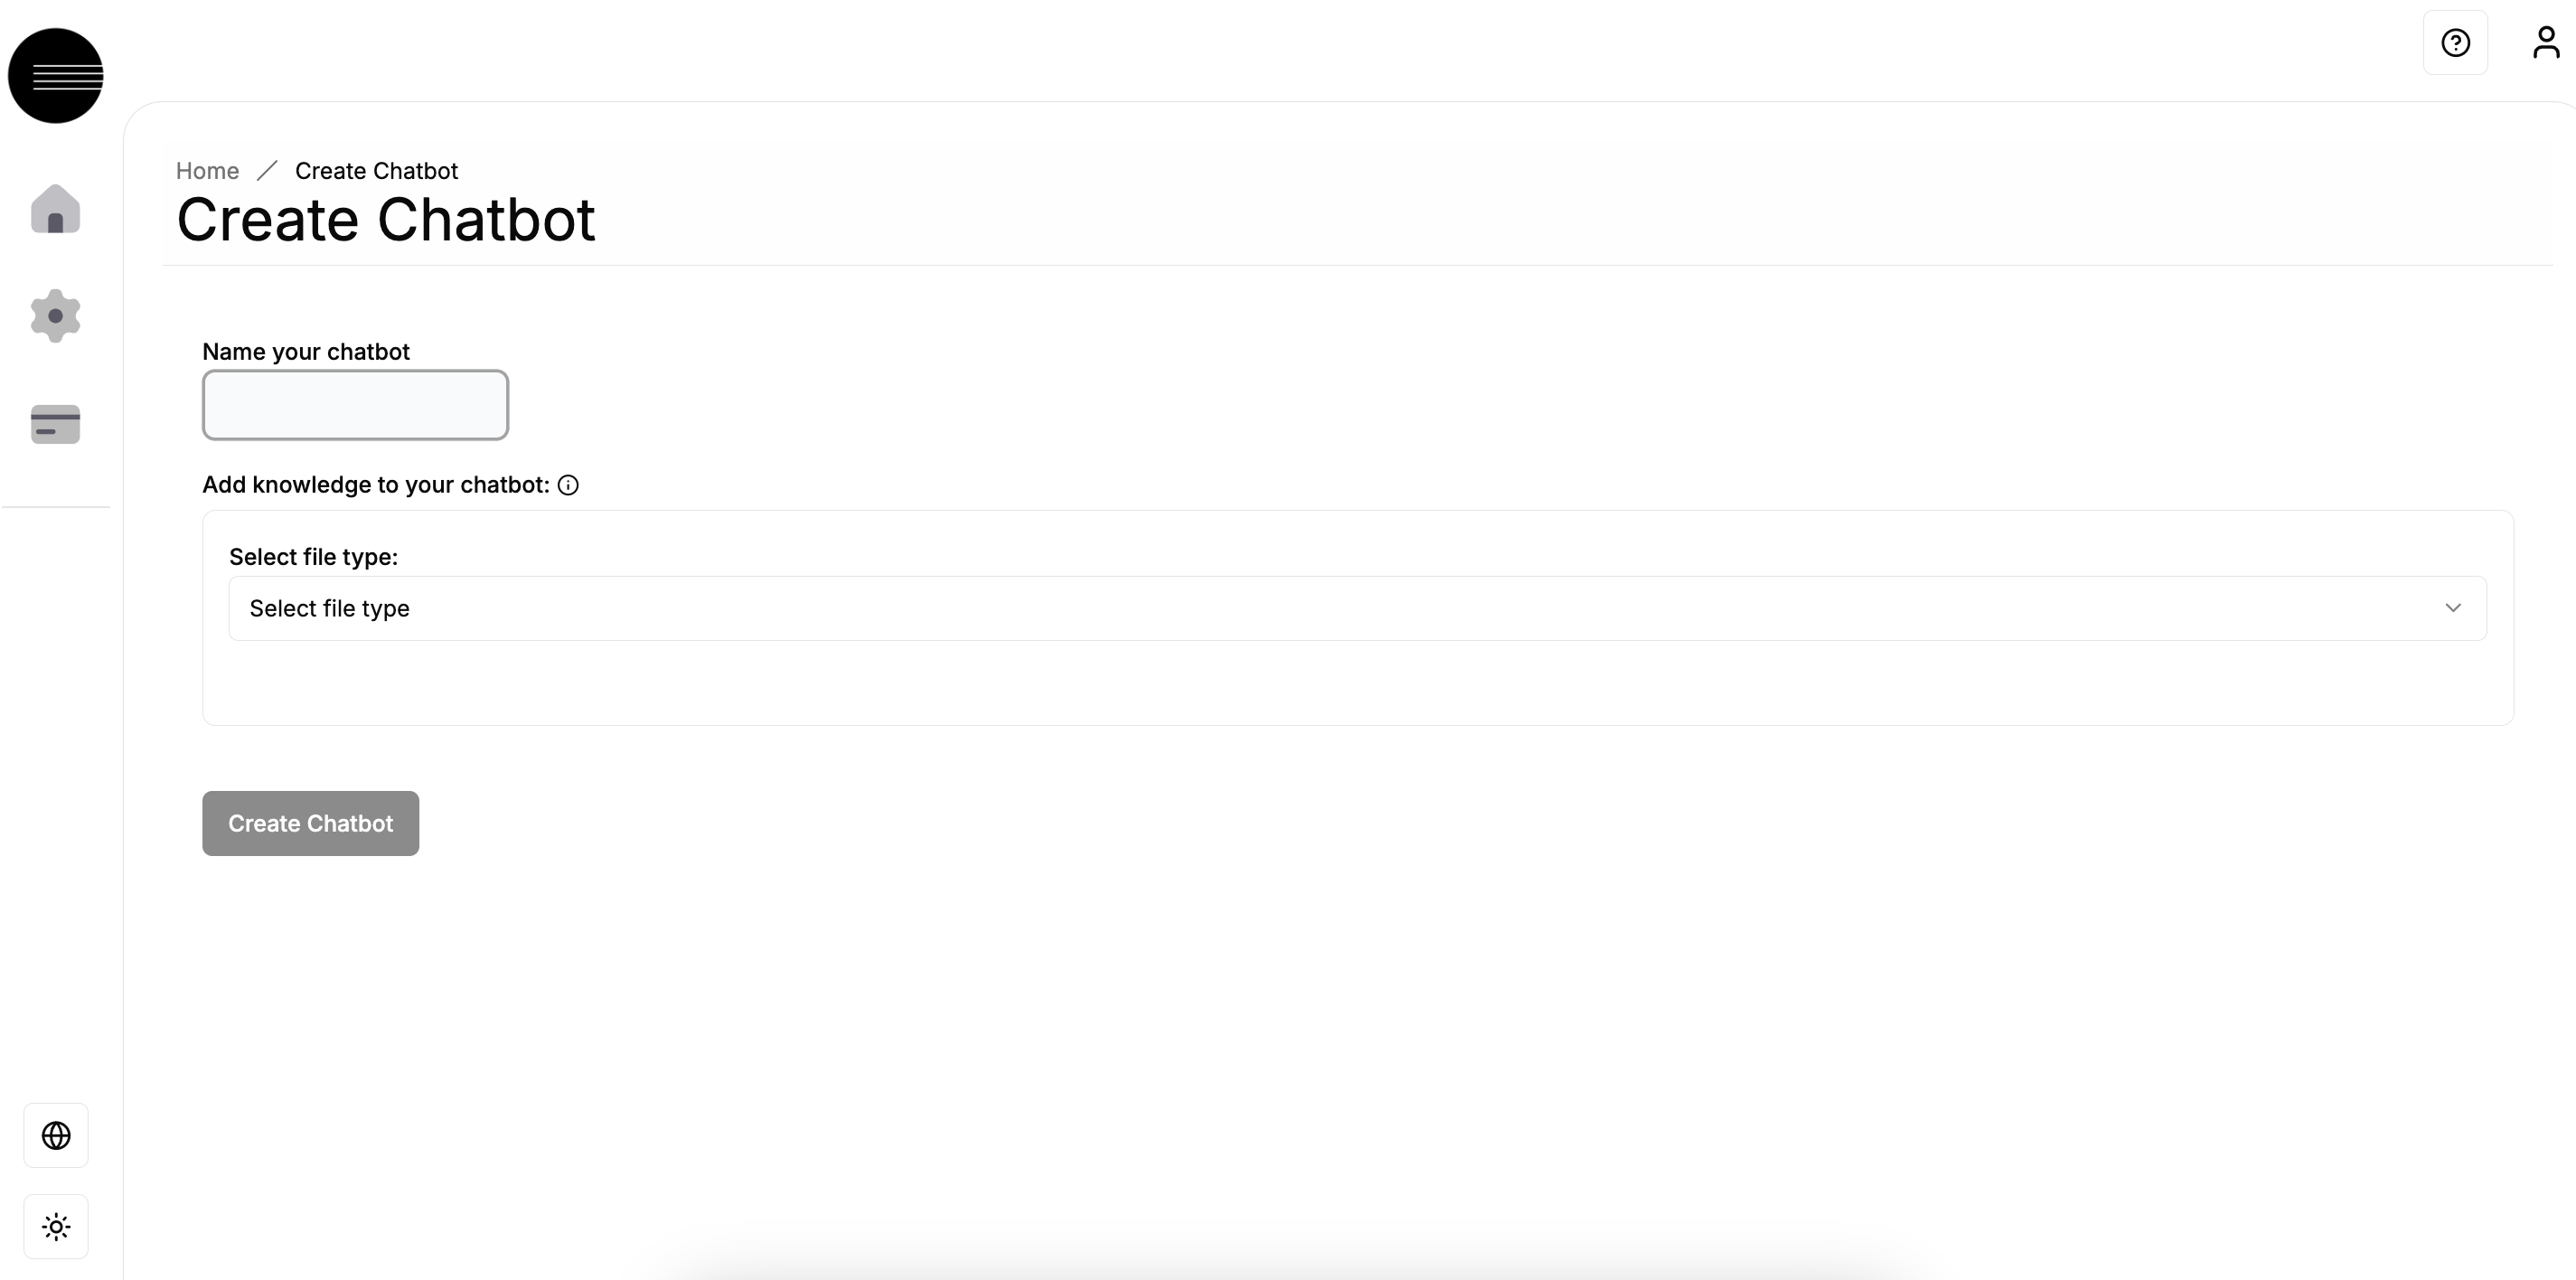 Home / Create Chatbot
Create Chatbot
Name your chatbot
Add knowledge to your chatbot:
Select file type:
Select file type
Create Chatbot